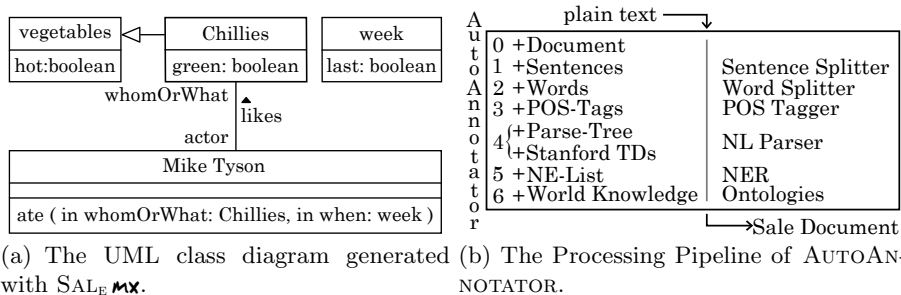 vegetables
hot:boolean
Chillies
green: boolean
week
last: boolean
whomOrWhat
likes
actor
Mike Tyson
ate ( in whomOrWhat: Chillies, in when: week )
(a) The UML class diagram generated
with SALE mx.
plain text
AutoAnnotator
0 +Document
1 +Sentences Sentence Splitter
2 +Words Word Splitter
3 +POS-Tags POS Tagger
4 { +Parse-Tree
+Stanford TDs NL Parser
5 +NE-List NER
6 +World Knowledge Ontologies
Sale Document
(b) The Processing Pipeline of AUTOAN-
NOTATOR.